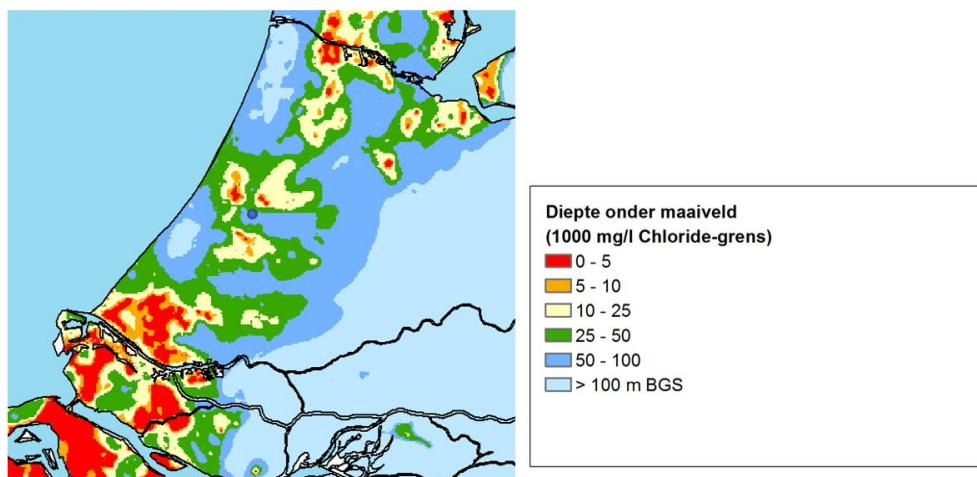 Diepte onder maaiveld
(1000 mg/l Chloride-grens)
0 - 5
5 - 10
10 - 25
25 - 50
50 - 100
> 100 m BGS